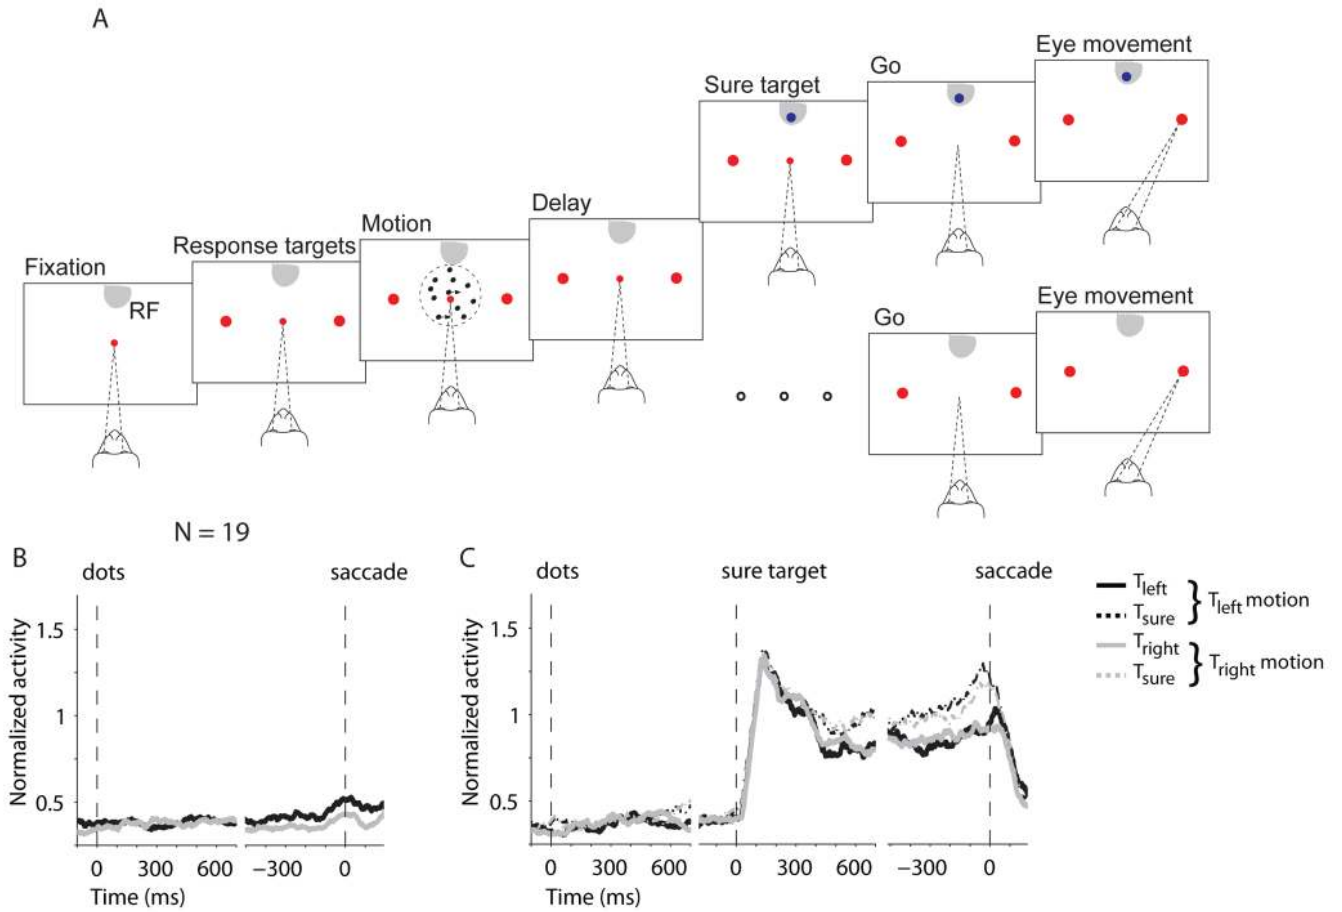 A
Fixation
RF
Response targets
Motion
Delay
Sure target
Go
Eye movement
Go
Eye movement
N = 19
B
dots
saccade
Normalized activity
1.5
1
0.5
0
300
600
−300
0
Time (ms)
C
dots
sure target
saccade
Normalized activity
1.5
1
0.5
0
300
600
0
300
600
−300
0
Time (ms)
Tleft
Tsure
} Tleft motion
Tright
Tsure
} Tright motion